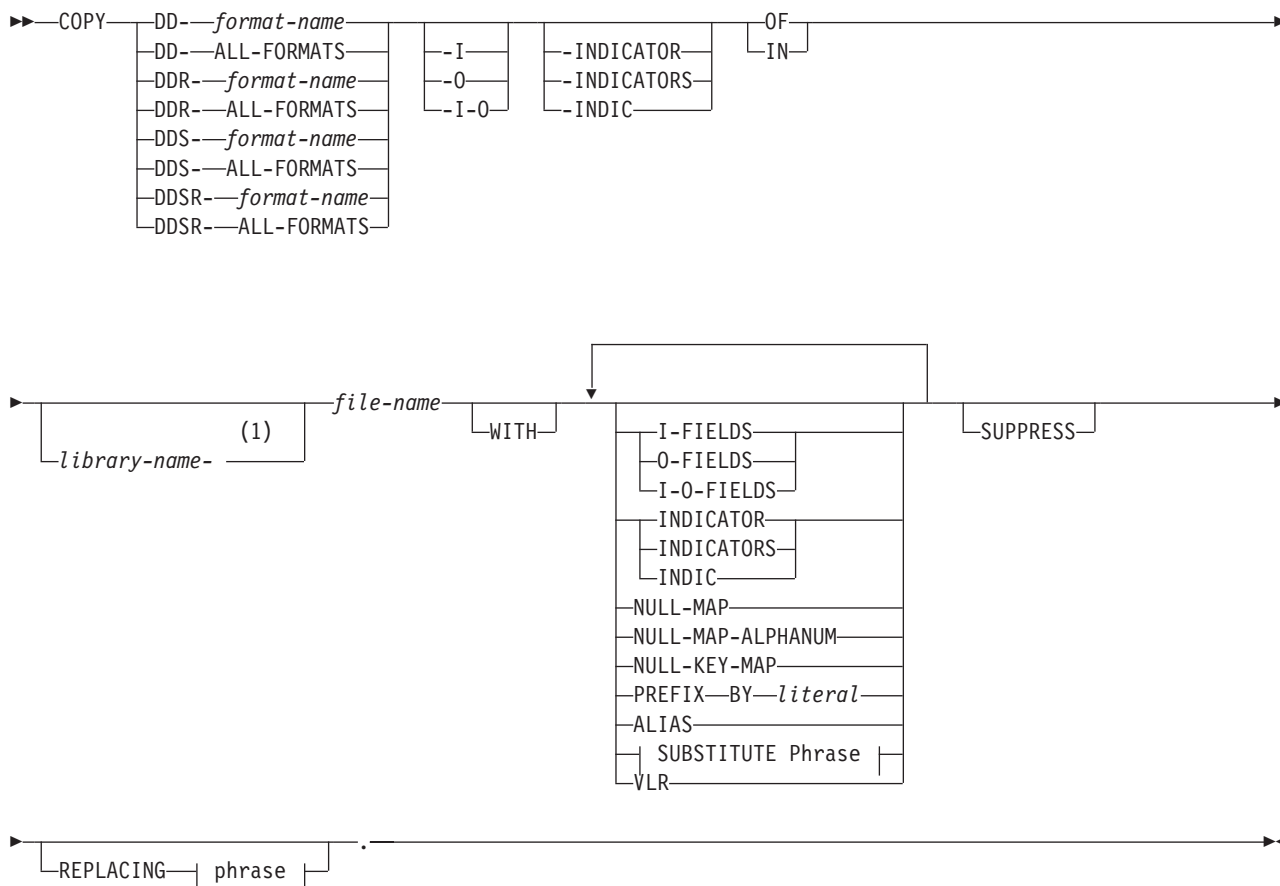 COPY DD- format-name -I -INDICATOR OF
DD- ALL-FORMATS -O -INDICATORS IN
DDR- format-name -I-O -INDIC
DDR- ALL-FORMATS
DDS- format-name
DDS- ALL-FORMATS
DDSR- format-name
DDSR- ALL-FORMATS
library-name- (1) file-name WITH I-FIELDS SUPPRESS
O-FIELDS
I-O-FIELDS
INDICATOR
INDICATORS
INDIC
NULL-MAP
NULL-MAP-ALPHANUM
NULL-KEY-MAP
PREFIX BY literal
ALIAS
SUBSTITUTE Phrase
VLR
REPLACING phrase .